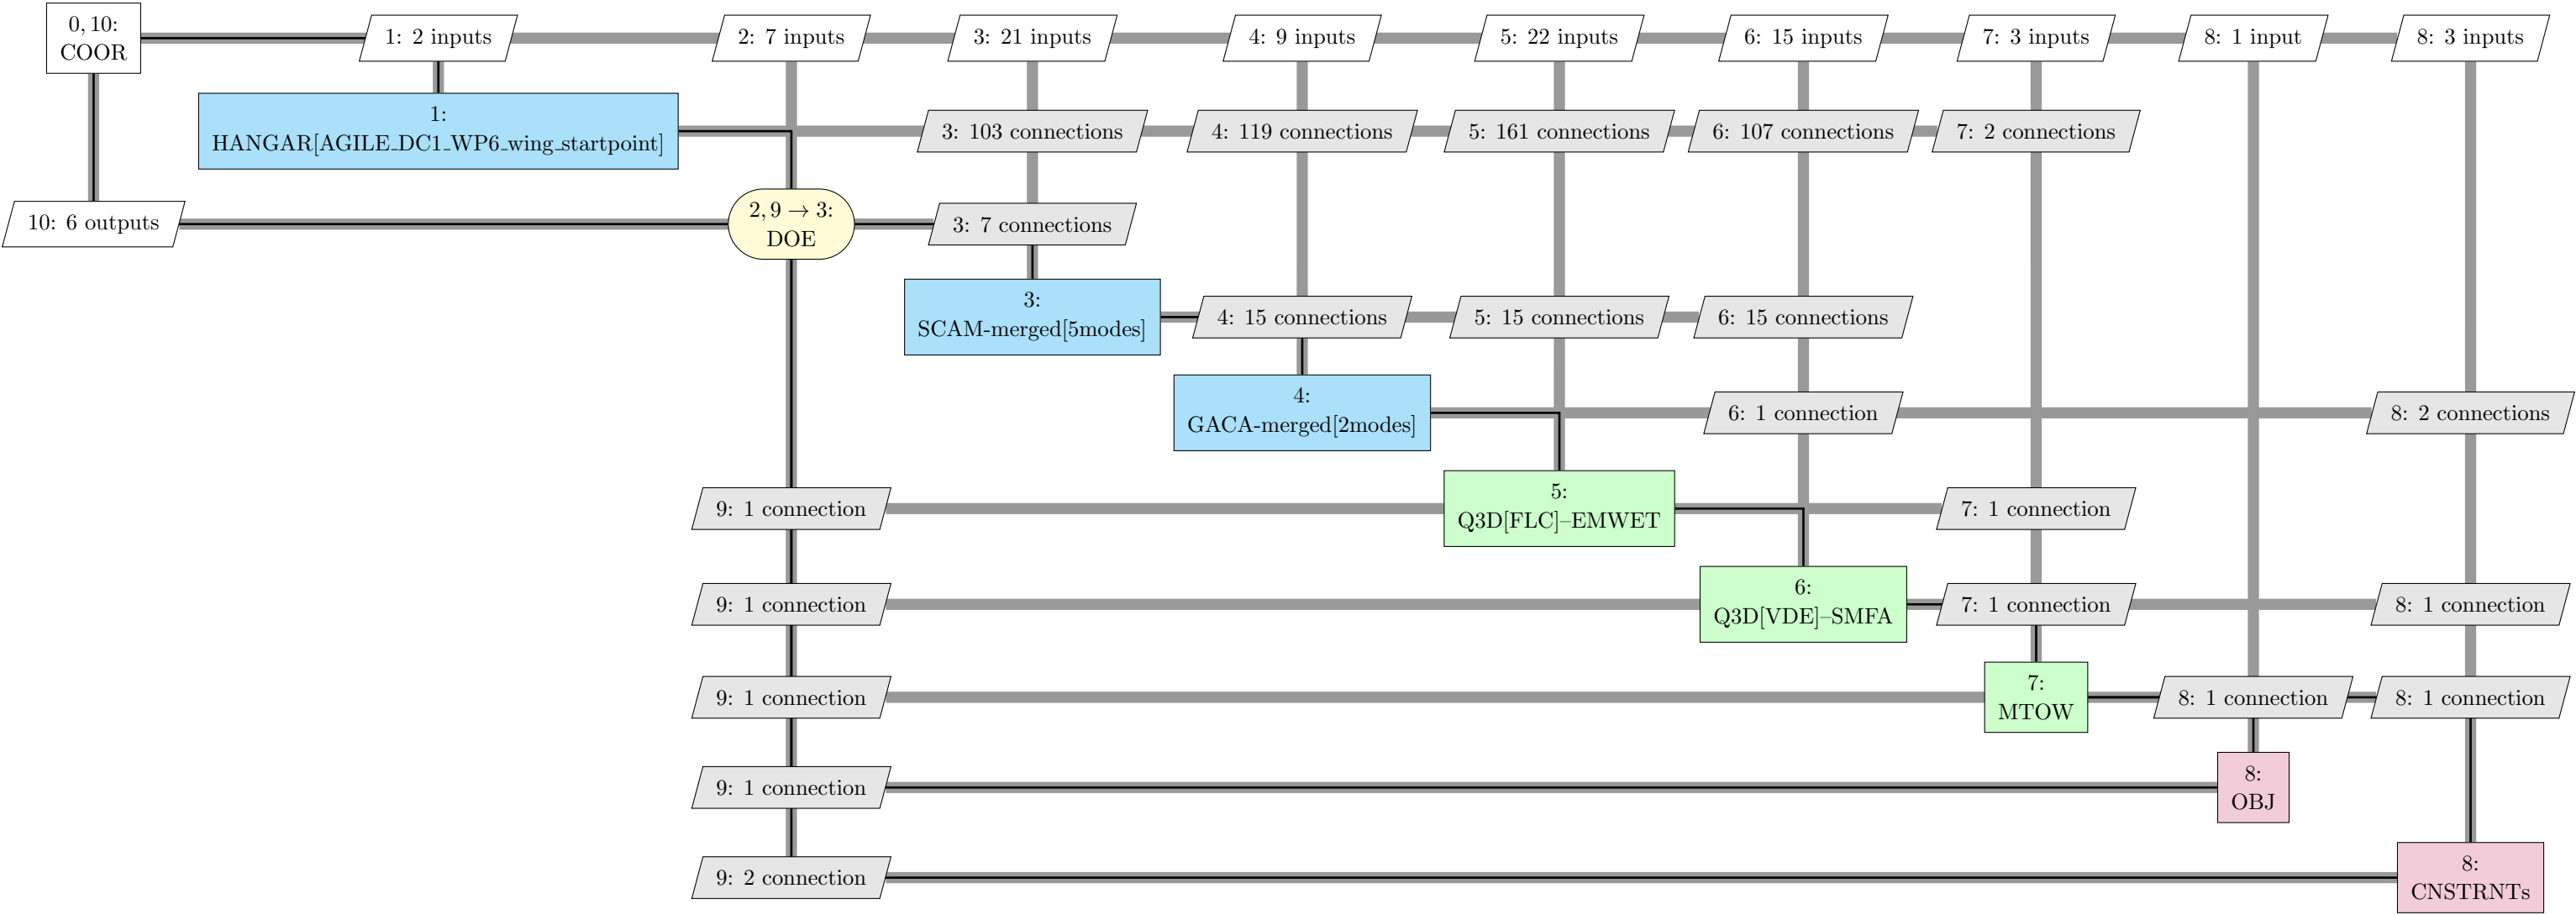 0, 10:
COOR
1: 2 inputs
2: 7 inputs
3: 21 inputs
4: 9 inputs
5: 22 inputs
6: 15 inputs
7: 3 inputs
8: 1 input
8: 3 inputs
1:
HANGAR[AGILE_DC1_WP6_wing_startpoint]
3: 103 connections
4: 119 connections
5: 161 connections
6: 107 connections
7: 2 connections
10: 6 outputs
2, 9 → 3:
DOE
3: 7 connections
3:
SCAM-merged[5modes]
4: 15 connections
5: 15 connections
6: 15 connections
4:
GACA-merged[2modes]
6: 1 connection
8: 2 connections
9: 1 connection
5:
Q3D[FLC]–EMWET
7: 1 connection
9: 1 connection
6:
Q3D[VDE]–SMFA
7: 1 connection
8: 1 connection
9: 1 connection
7:
MTOW
8: 1 connection
8: 1 connection
9: 1 connection
8:
OBJ
9: 2 connection
8:
CNSTRNTs